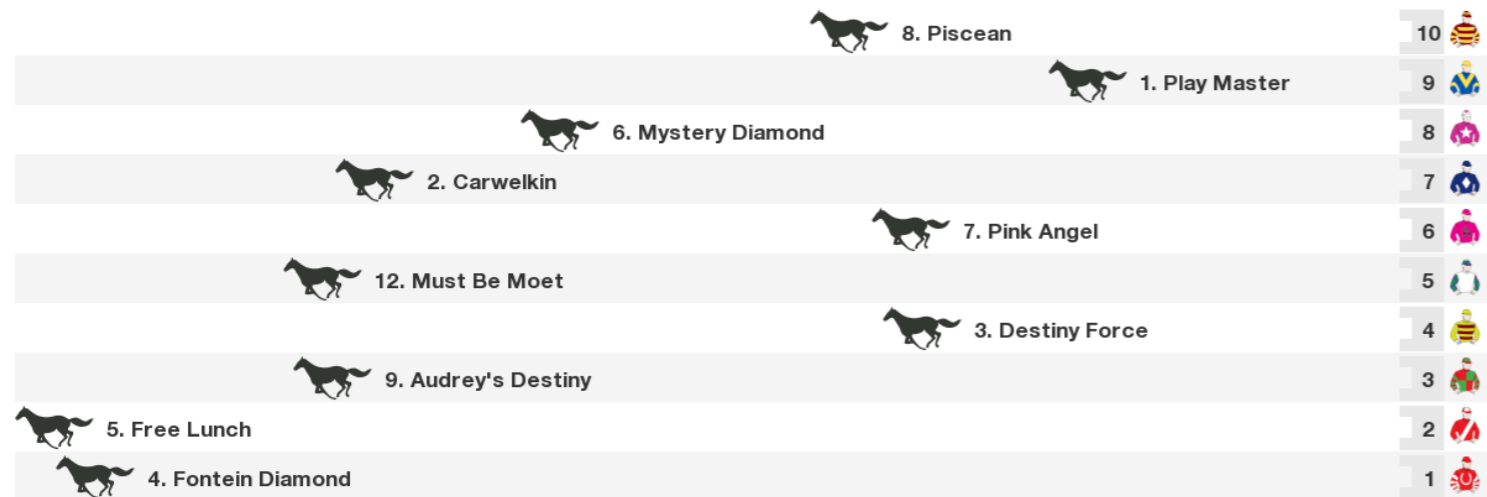 8. Piscean 10
1. Play Master 9
6. Mystery Diamond 8
2. Carwelkin 7
7. Pink Angel 6
12. Must Be Moet 5
3. Destiny Force 4
9. Audrey's Destiny 3
5. Free Lunch 2
4. Fontein Diamond 1